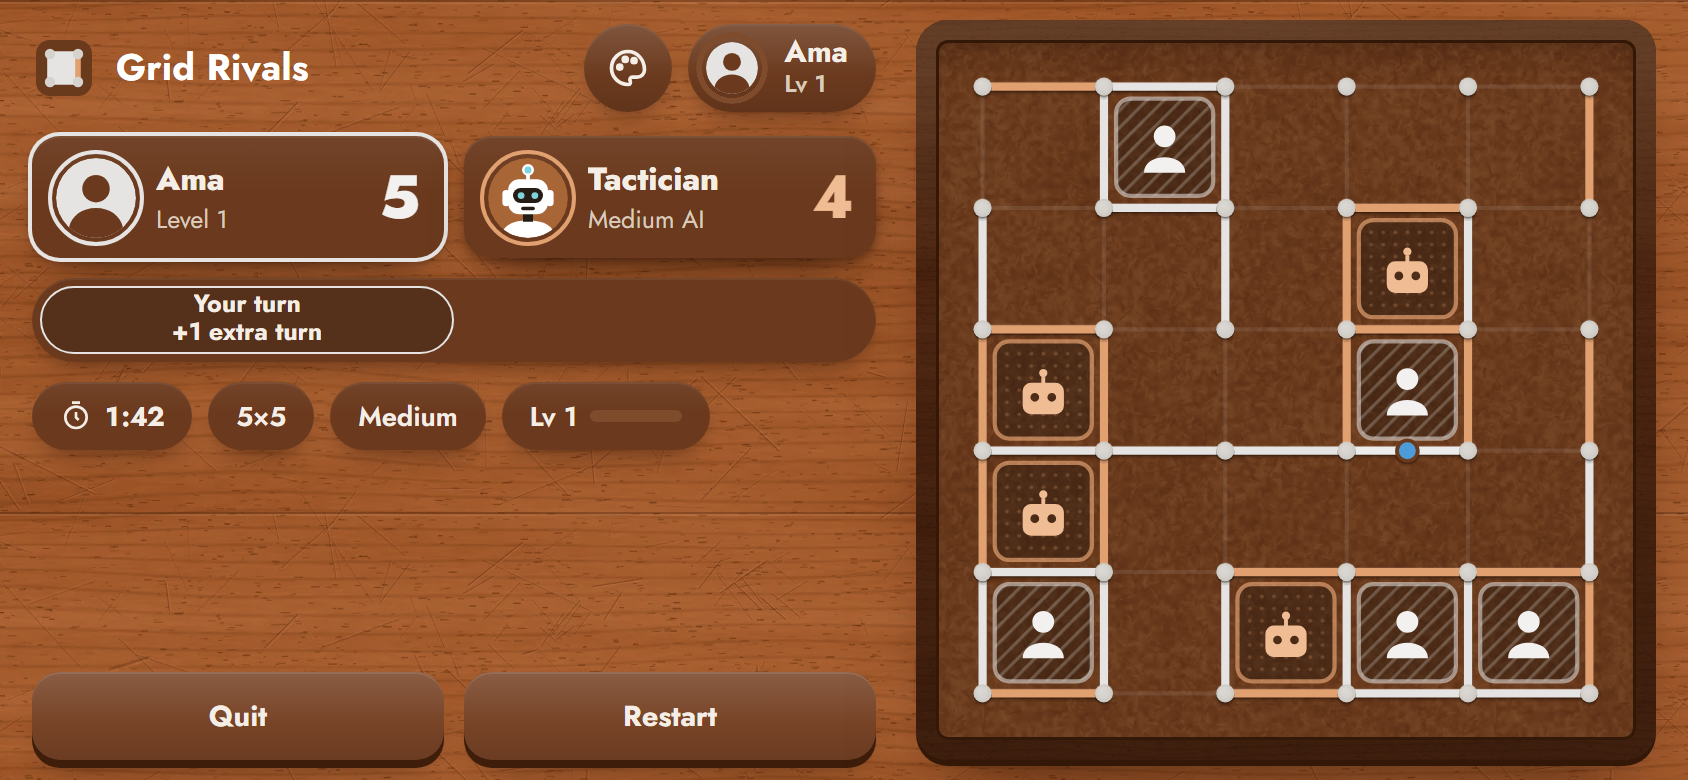 Grid Rivals
Ama
Lv 1
Ama
Level 1
5
Tactician
Medium AI
4
Your turn
+1 extra turn
1:42
5×5
Medium
Lv 1
Quit
Restart